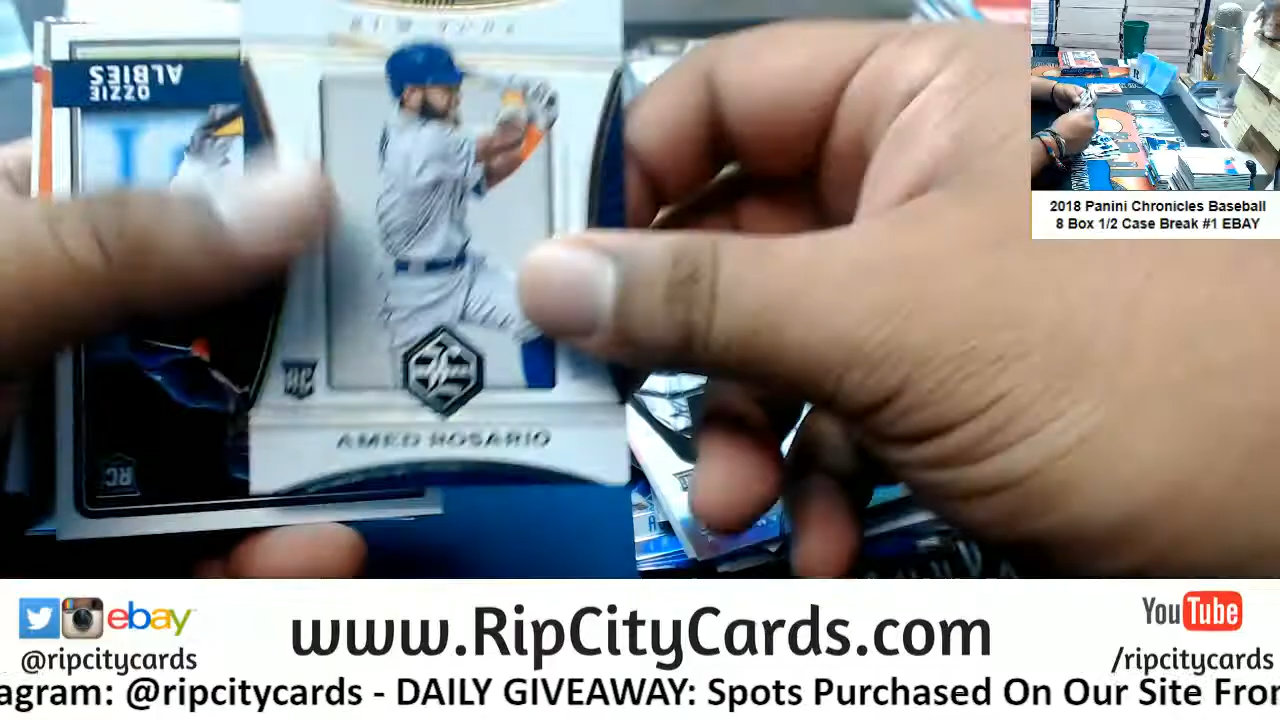 OZZIE
ALBIES
RC
RC
AMED ROSARIO
2018 Panini Chronicles Baseball
8 Box 1/2 Case Break #1 EBAY
ebay
@ripcitycards
www.RipCityCards.com
YouTube
/ripcitycards
agram: @ripcitycards - DAILY GIVEAWAY: Spots Purchased On Our Site From